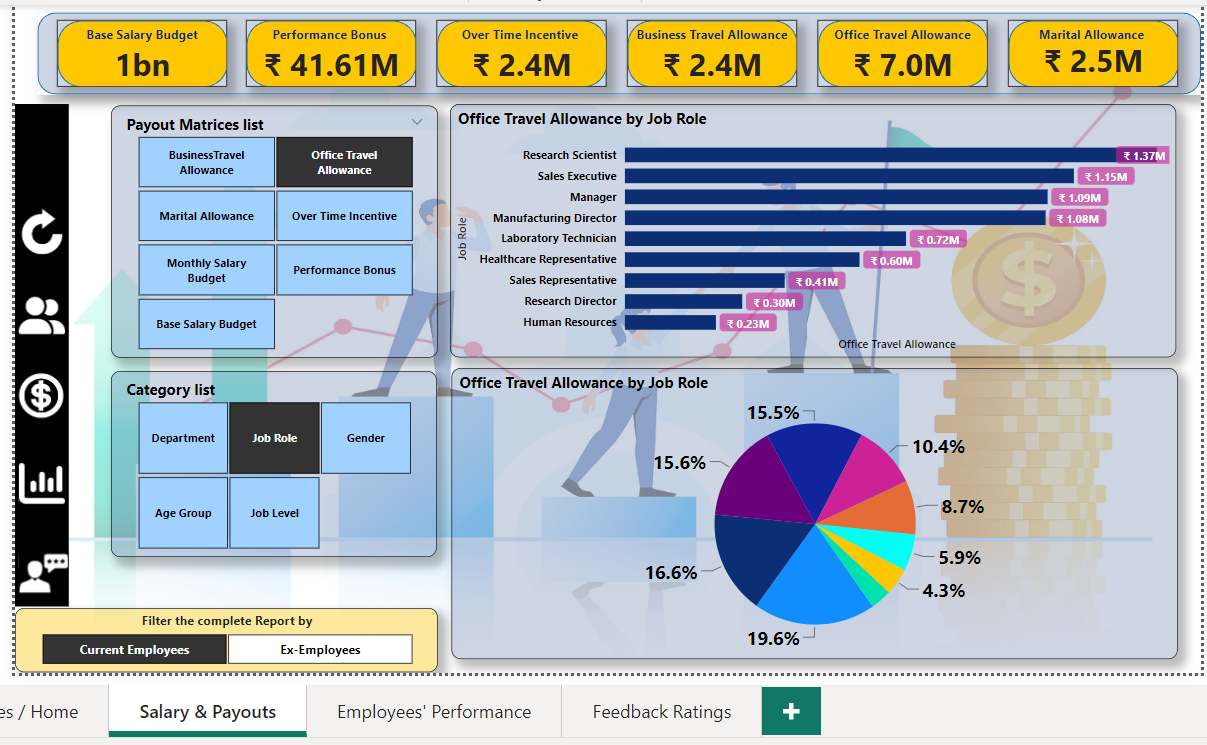 Base Salary Budget
1bn
Performance Bonus
₹ 41.61M
Over Time Incentive
₹ 2.4M
Business Travel Allowance
₹ 2.4M
Office Travel Allowance
₹ 7.0M
Marital Allowance
₹ 2.5M
Payout Matrices list
BusinessTravel
Allowance
Office Travel
Allowance
Marital Allowance
Over Time Incentive
Monthly Salary
Budget
Performance Bonus
Base Salary Budget
Office Travel Allowance by Job Role
Job Role
Research Scientist
₹ 1.37M
Sales Executive
₹ 1.15M
Manager
₹ 1.09M
Manufacturing Director
₹ 1.08M
Laboratory Technician
₹ 0.72M
Healthcare Representative
₹ 0.60M
Sales Representative
₹ 0.41M
Research Director
₹ 0.30M
Human Resources
₹ 0.23M
Office Travel Allowance
Category list
Department
Job Role
Gender
Age Group
Job Level
Office Travel Allowance by Job Role
15.5%
10.4%
15.6%
8.7%
5.9%
16.6%
4.3%
19.6%
Filter the complete Report by
Current Employees
Ex-Employees
es / Home
Salary & Payouts
Employees' Performance
Feedback Ratings